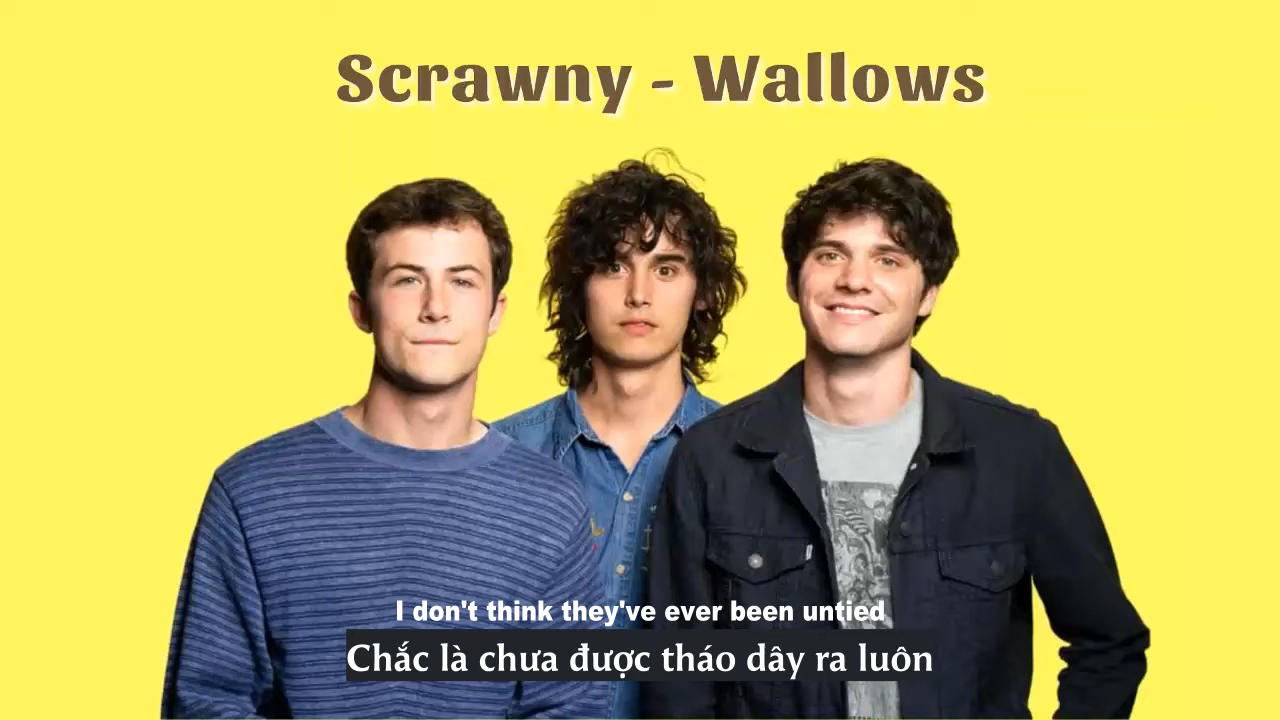 Scrawny - Wallows
I don't think they've ever been untied
Chắc là chưa được tháo dây ra luôn